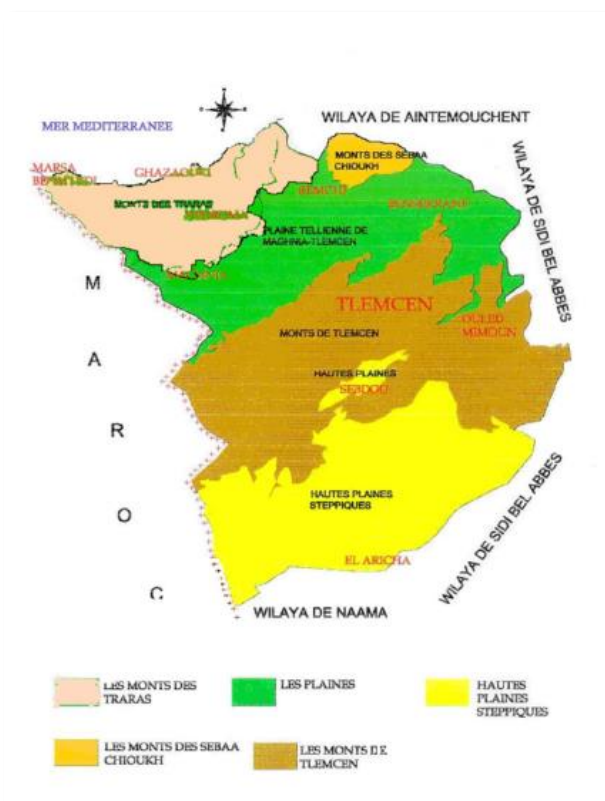 WILAYA DE AINTEMOUCHENT
MER MEDITERRANEE
MONTS DES SEBAA
CHIOUKH
WILAYA DE SIDI BEL ABBES
MARSA
GHAZAOUET
MONTS DES TRARAS
PLAINE TELLIENNE DE
MAGHNIA-TLEMCEN
TLEMCEN
OULED
MIMOUN
MONTS DE TLEMCEN
HAUTES PLAINES
SEBDOU
HAUTES PLAINES
STEPPIQUES
EL ARICHA
WILAYA DE SIDI BEL ABBES
WILAYA DE NAAMA
M
A
R
O
C
LES MONTS DES
TRARAS
LES PLAINES
HAUTES
PLAINES
STEPPIQUES
LES MONTS DES SEBAA
CHIOUKH
LES MONTS DE
TLEMCEN